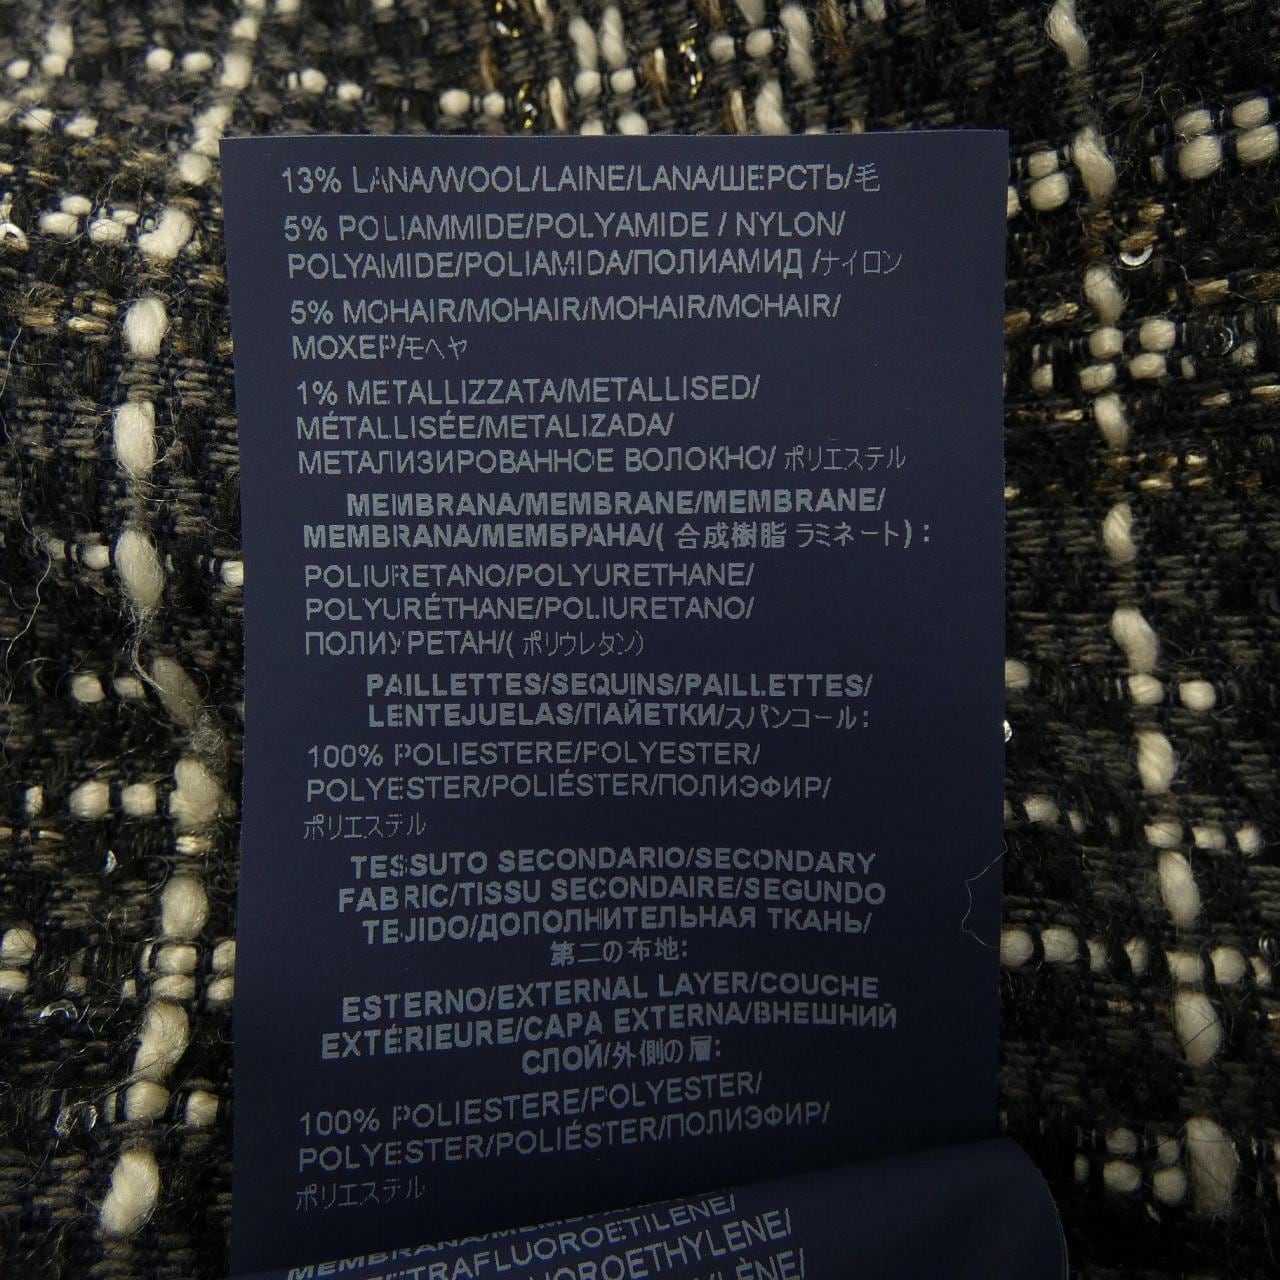 13% LANA/WOOL/LAINE/LANA/ШЕРСТЬ/毛
5% POLIAMMIDE/POLYAMIDE / NYLON/
POLYAMIDE/POLIAMIDA/ПОЛИАМИД /ナイロン
5% MOHAIR/MOHAIR/MOHAIR/MOHAIR/
МОХЕР/モヘヤ
1% METALLIZZATA/METALLISED/
MÉTALLISÉE/METALIZADA/
МЕТАЛИЗИРОВАННОЕ ВОЛОКНО/ ポリエステル
MEMBRANA/MEMBRANE/MEMBRANE/
MEMBRANA/МЕМБРАНА/( 合成樹脂 ラミネート) :
POLIURETANO/POLYURETHANE/
POLYURÉTHANE/POLIURETANO/
ПОЛИУРЕТАН/( ポリウレタン)
PAILLETTES/SEQUINS/PAILLETTES/
LENTEJUELAS/ПАЙЕТКИ/スパンコール:
100% POLIESTERE/POLYESTER/
POLYESTER/POLIÉSTER/ПОЛИЭФИР/
ポリエステル
TESSUTO SECONDARIO/SECONDARY
FABRIC/TISSU SECONDAIRE/SEGUNDO
TEJIDO/ДОПОЛНИТЕЛЬНАЯ ТКАНЬ/
第二の布地:
ESTERNO/EXTERNAL LAYER/COUCHE
EXTÉRIEURE/CAPA EXTERNA/ВНЕШНИЙ
СЛОЙ/外側の層:
100% POLIESTERE/POLYESTER/
POLYESTER/POLIÉSTER/ПОЛИЭФИР/
ポリエステル